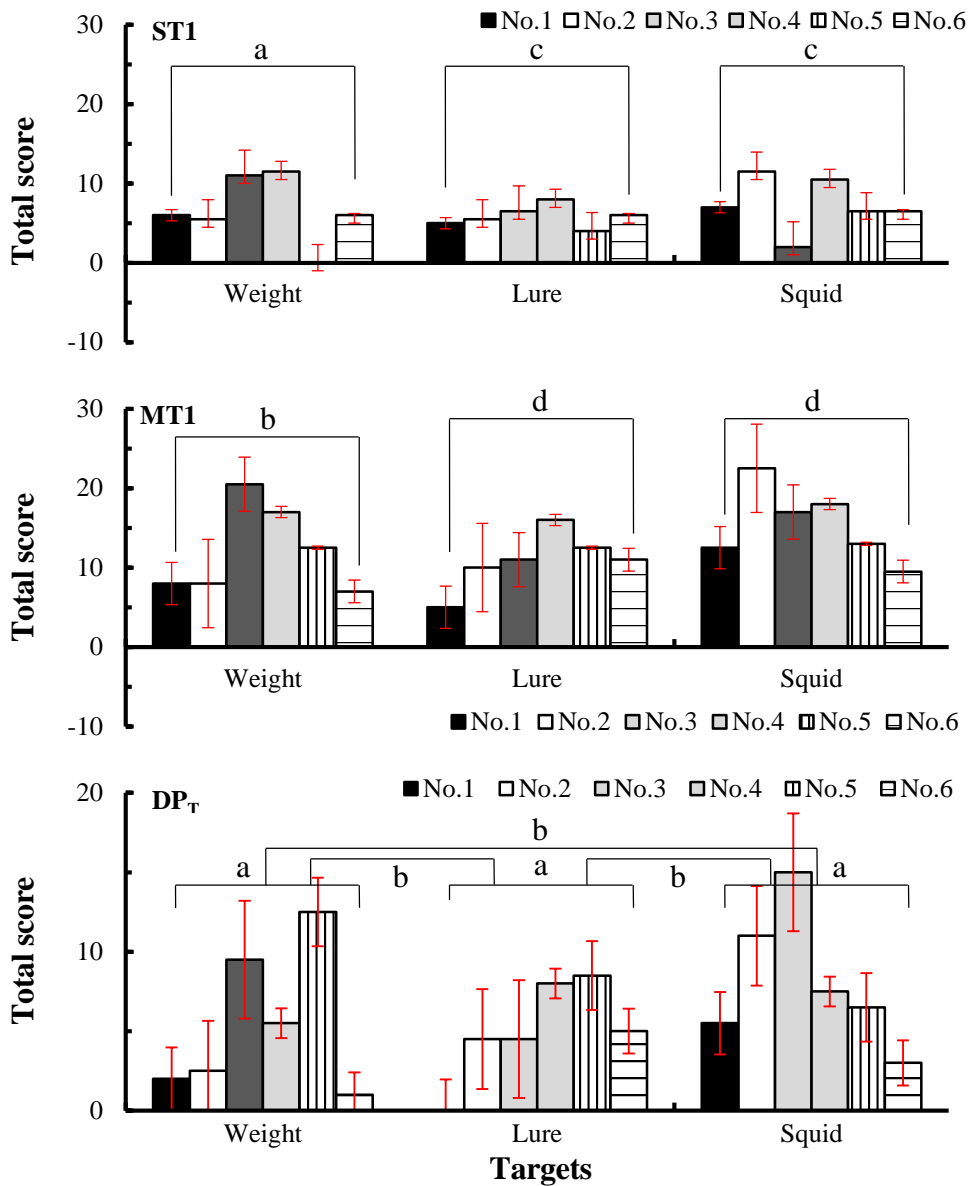 ST1
No.1 No.2 No.3 No.4 No.5 No.6
30
a c c
20
10
0
-10
Total score
Weight Lure Squid
MT1
30
b d d
20
10
0
-10
Total score
Weight Lure Squid
No.1 No.2 No.3 No.4 No.5 No.6
DPT
No.1 No.2 No.3 No.4 No.5 No.6
20
b
a b a b a
10
0
Total score
Weight Lure Squid
Targets